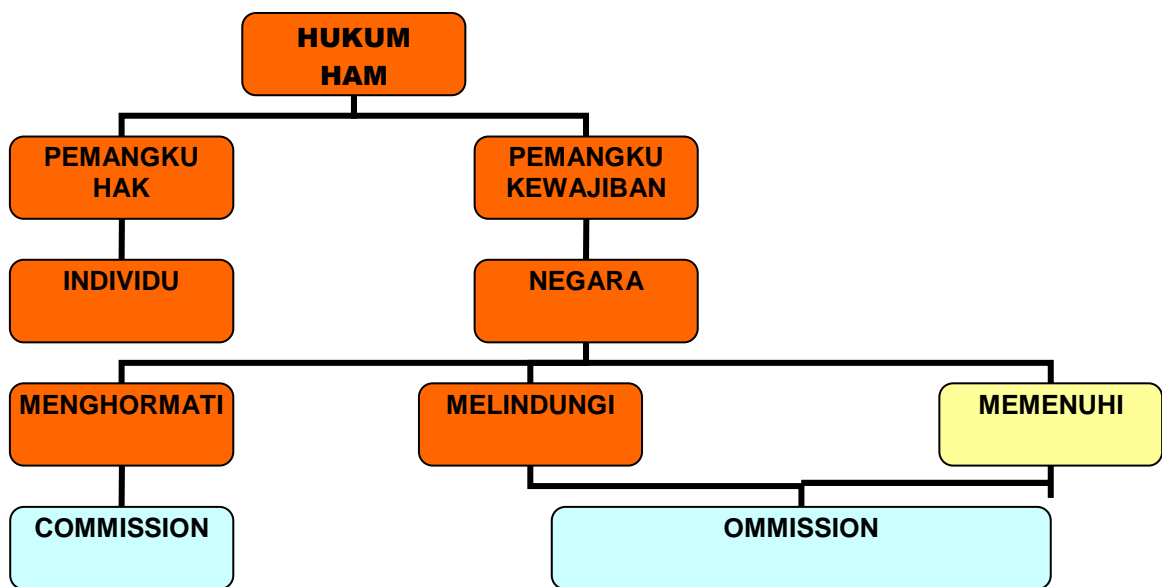 HUKUM
HAM
PEMANGKU
HAK
PEMANGKU
KEWAJIBAN
INDIVIDU
NEGARA
MENGHORMATI
MELINDUNGI
MEMENUHI
COMMISSION
OMMISSION